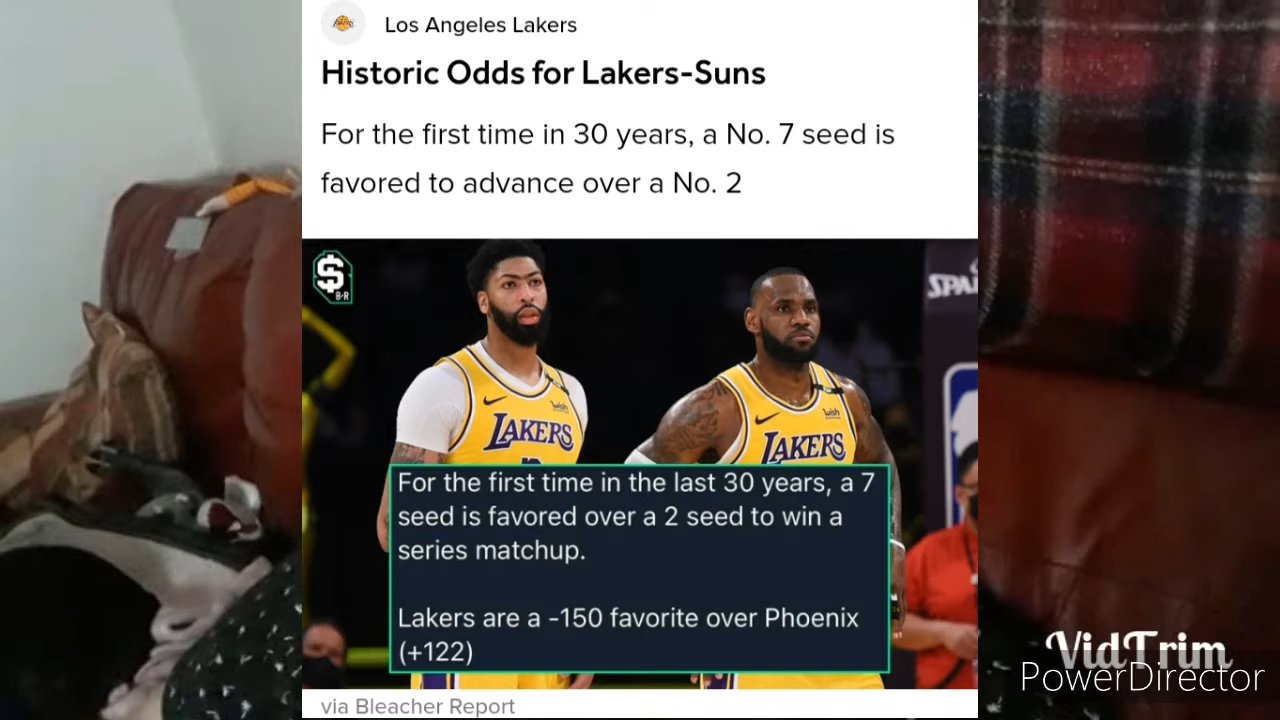 Los Angeles Lakers
Historic Odds for Lakers-Suns
For the first time in 30 years, a No. 7 seed is
favored to advance over a No. 2
$
B·R
SPA
wish
LAKERS
wish
LAKERS
For the first time in the last 30 years, a 7
seed is favored over a 2 seed to win a
series matchup.
Lakers are a -150 favorite over Phoenix
(+122)
via Bleacher Report
VidTrim
PowerDirector